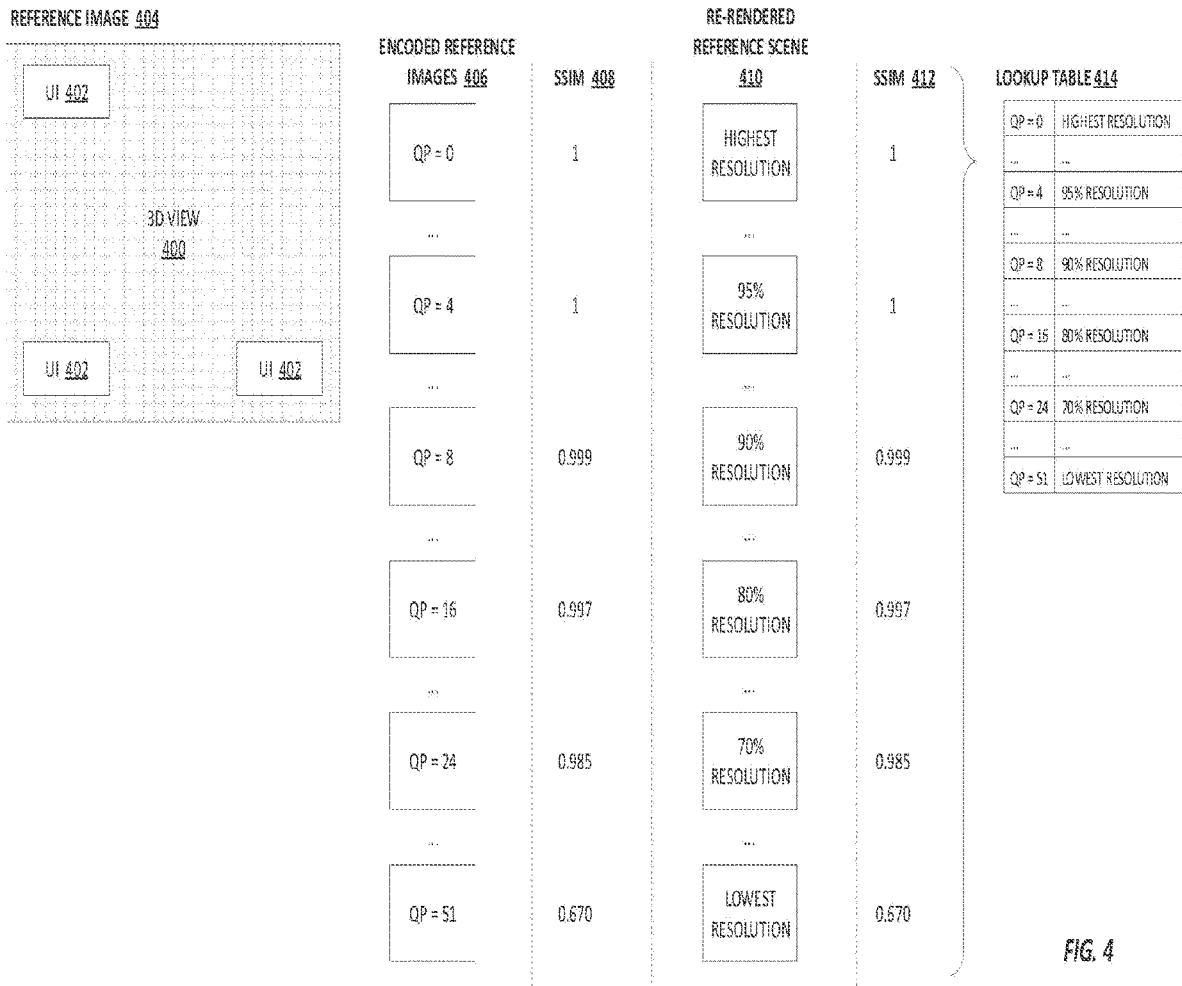 REFERENCE IMAGE 404
UI 402
3D VIEW
400
UI 402
UI 402
ENCODED REFERENCE
IMAGES 406
QP = 0
...
QP = 4
...
QP = 8
...
QP = 16
...
QP = 24
...
QP = 51
SSIM 408
1
1
0.999
0.997
0.985
0.670
RE-RENDERED
REFERENCE SCENE
410
HIGHEST
RESOLUTION
...
95%
RESOLUTION
...
90%
RESOLUTION
...
80%
RESOLUTION
...
70%
RESOLUTION
...
LOWEST
RESOLUTION
SSIM 412
1
1
0.999
0.997
0.985
0.670
LOOKUP TABLE 414
QP = 0 HIGHEST RESOLUTION
... ...
QP = 4 95% RESOLUTION
... ...
QP = 8 90% RESOLUTION
... ...
QP = 16 80% RESOLUTION
... ...
QP = 24 70% RESOLUTION
... ...
QP = 51 LOWEST RESOLUTION
FIG. 4